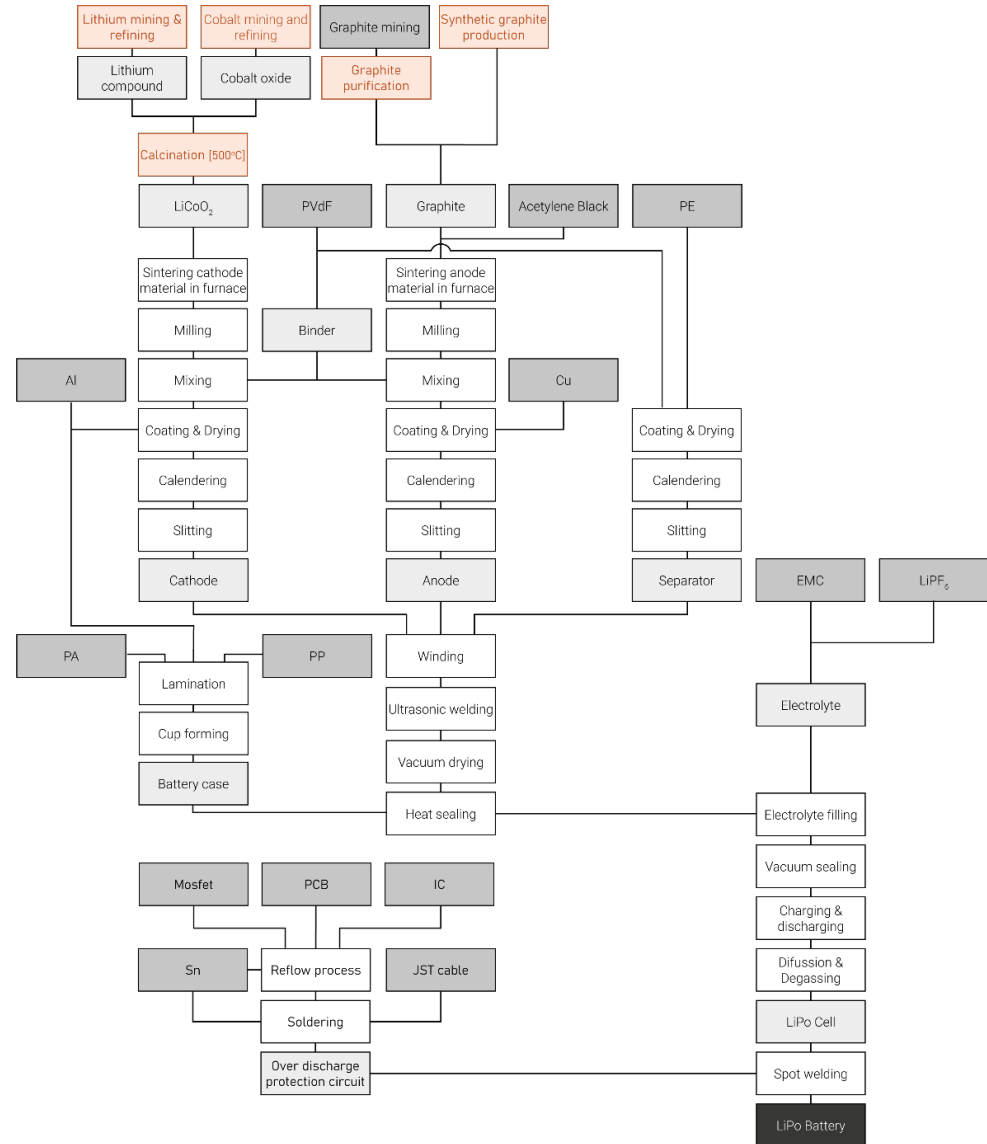 Lithium mining &
refining
Cobalt mining and
refining
Graphite mining
Synthetic graphite
production
Lithium
compound
Cobalt oxide
Graphite
purification
Calcination [500ºC]
LiCoO₂
PVdF
Graphite
Acetylene Black
PE
Sintering cathode
material in furnace
Sintering anode
material in furnace
Milling
Binder
Milling
Al
Mixing
Mixing
Cu
Coating & Drying
Coating & Drying
Coating & Drying
Calendering
Calendering
Calendering
Slitting
Slitting
Slitting
Cathode
Anode
Separator
EMC
LiPF₆
PA
PP
Winding
Lamination
Ultrasonic welding
Electrolyte
Cup forming
Vacuum drying
Battery case
Heat sealing
Electrolyte filling
Vacuum sealing
Mosfet
PCB
IC
Charging &
discharging
Sn
Reflow process
JST cable
Difussion &
Degassing
Soldering
LiPo Cell
Over discharge
protection circuit
Spot welding
LiPo Battery